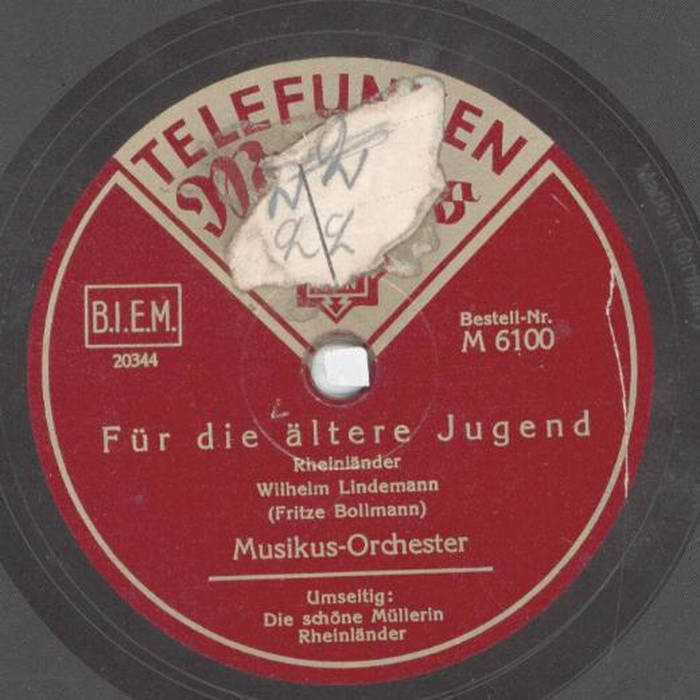 TELEFUNKEN
B.I.E.M.
20344
Bestell-Nr.
M 6100
Für die ältere Jugend
Rheinländer
Wilhelm Lindemann
(Fritze Bollmann)
Musikus-Orchester
Umseitig:
Die schöne Müllerin
Rheinländer